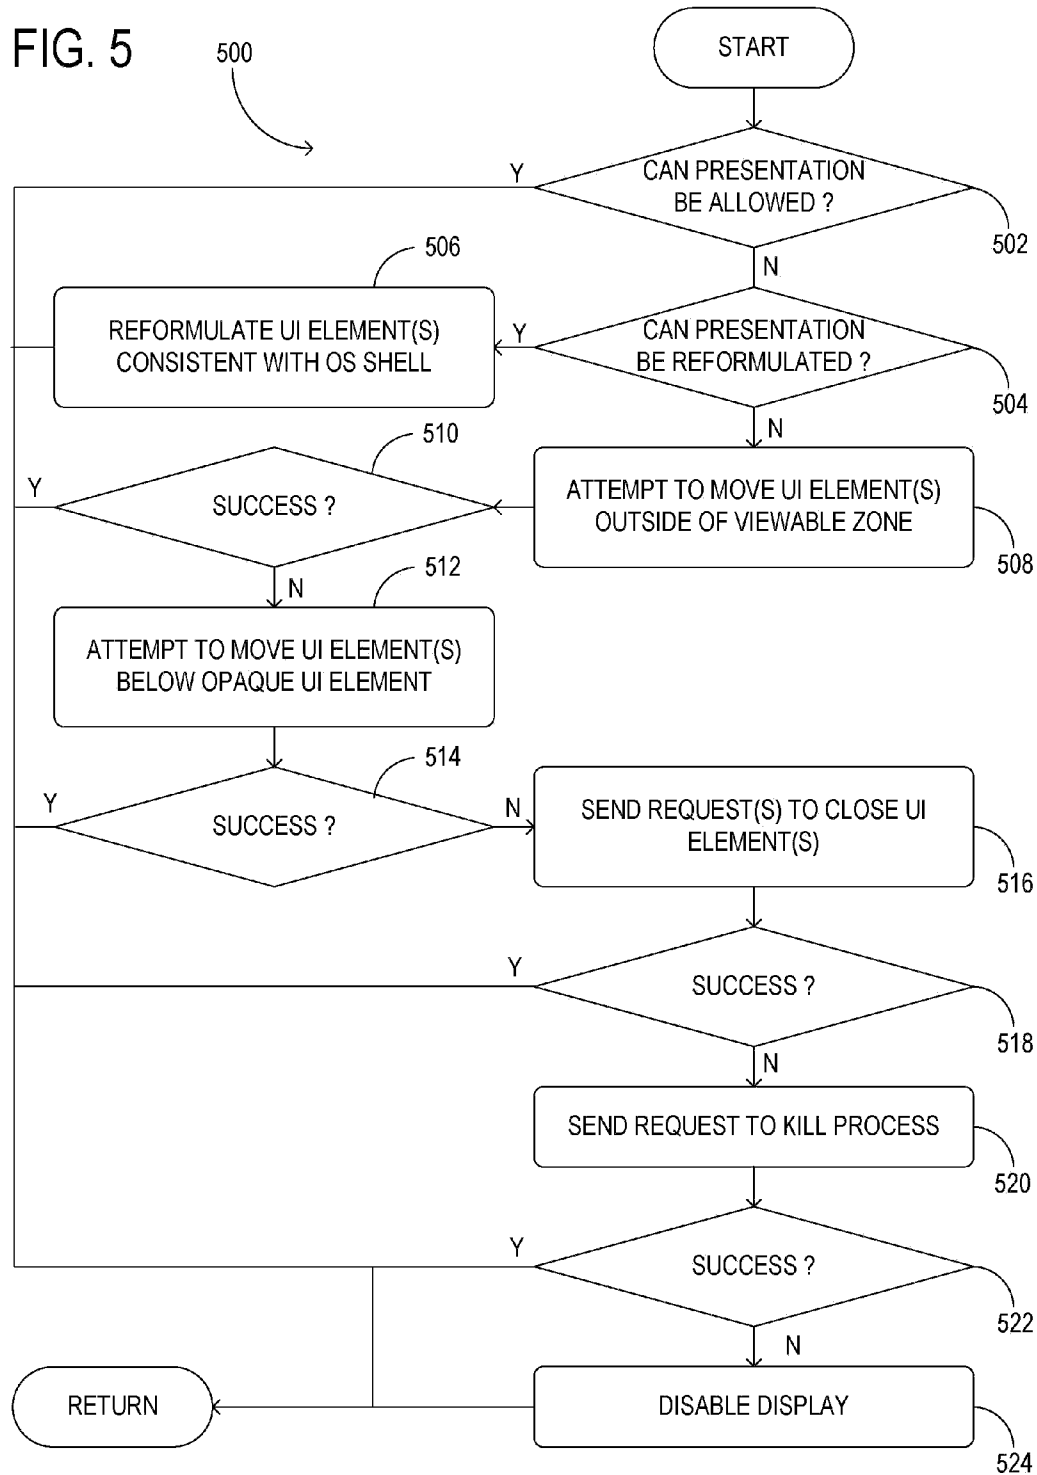 FIG. 5
500
START
CAN PRESENTATION
BE ALLOWED ?
Y
502
N
506
REFORMULATE UI ELEMENT(S)
CONSISTENT WITH OS SHELL
Y
CAN PRESENTATION
BE REFORMULATED ?
504
N
510
Y
SUCCESS ?
ATTEMPT TO MOVE UI ELEMENT(S)
OUTSIDE OF VIEWABLE ZONE
508
N
512
ATTEMPT TO MOVE UI ELEMENT(S)
BELOW OPAQUE UI ELEMENT
514
Y
SUCCESS ?
N
SEND REQUEST(S) TO CLOSE UI
ELEMENT(S)
516
Y
SUCCESS ?
518
N
SEND REQUEST TO KILL PROCESS
520
Y
SUCCESS ?
522
N
RETURN
DISABLE DISPLAY
524